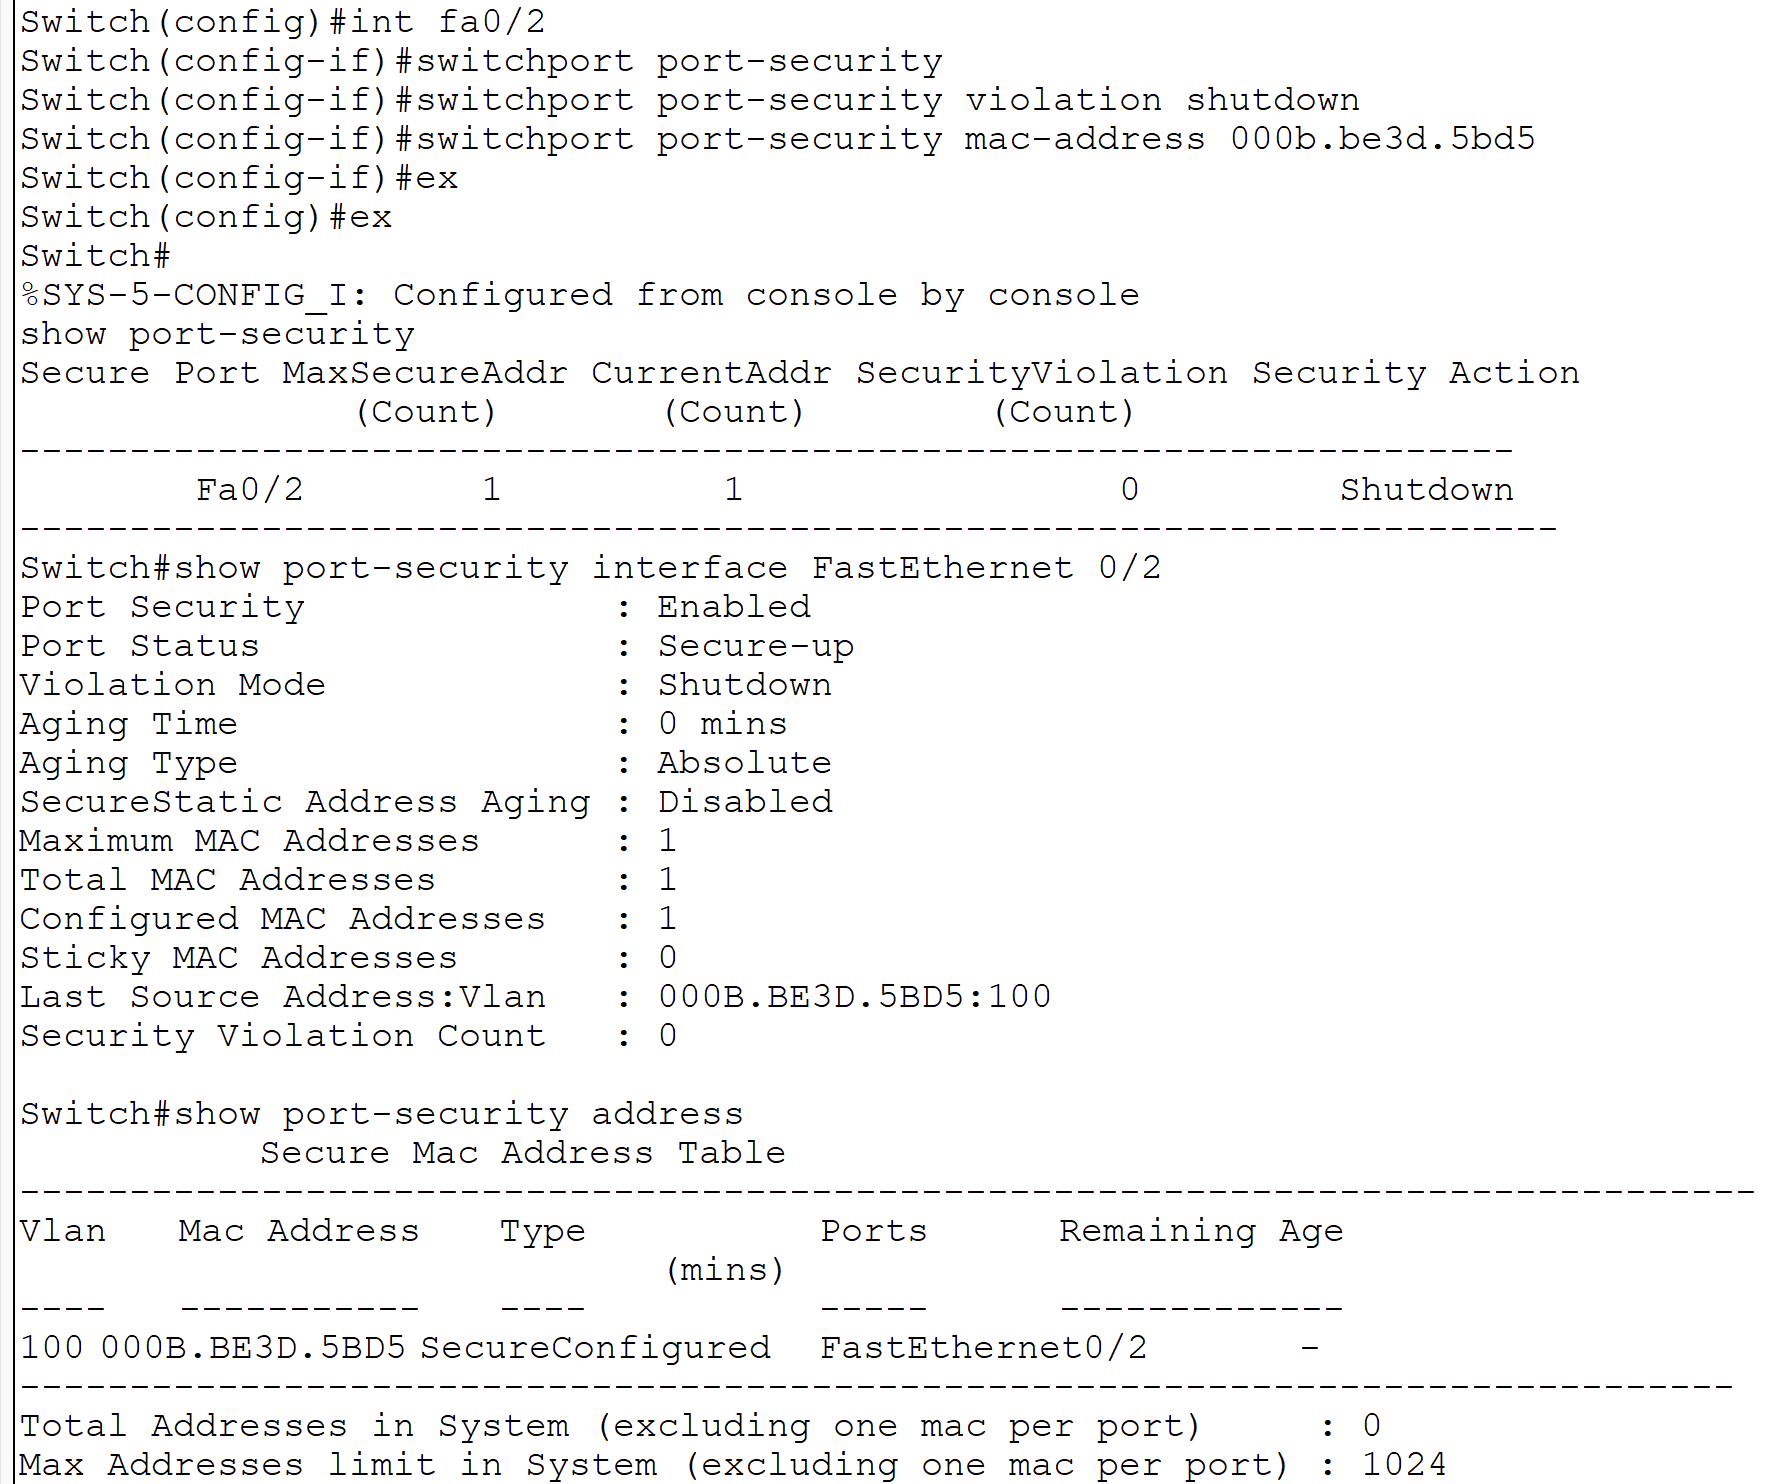 Switch(config)#int fa0/2
Switch(config-if)#switchport port-security
Switch(config-if)#switchport port-security violation shutdown
Switch(config-if)#switchport port-security mac-address 000b.be3d.5bd5
Switch(config-if)#ex
Switch(config)#ex
Switch#
%SYS-5-CONFIG_I: Configured from console by console
show port-security
Secure Port MaxSecureAddr CurrentAddr SecurityViolation Security Action
(Count) (Count) (Count)
--------------------------------------------------------------------
Fa0/2 1 1 0 Shutdown
----------------------------------------------------------------------
Switch#show port-security interface FastEthernet 0/2
Port Security : Enabled
Port Status : Secure-up
Violation Mode : Shutdown
Aging Time : 0 mins
Aging Type : Absolute
SecureStatic Address Aging : Disabled
Maximum MAC Addresses : 1
Total MAC Addresses : 1
Configured MAC Addresses : 1
Sticky MAC Addresses : 0
Last Source Address:Vlan : 000B.BE3D.5BD5:100
Security Violation Count : 0
Switch#show port-security address
Secure Mac Address Table
-------------------------------------------------------------------------------
Vlan Mac Address Type Ports Remaining Age
(mins)
---- ----------- ---- ----- -------------
100 000B.BE3D.5BD5 SecureConfigured FastEthernet0/2 -
------------------------------------------------------------------------------
Total Addresses in System (excluding one mac per port) : 0
Max Addresses limit in System (excluding one mac per port) : 1024